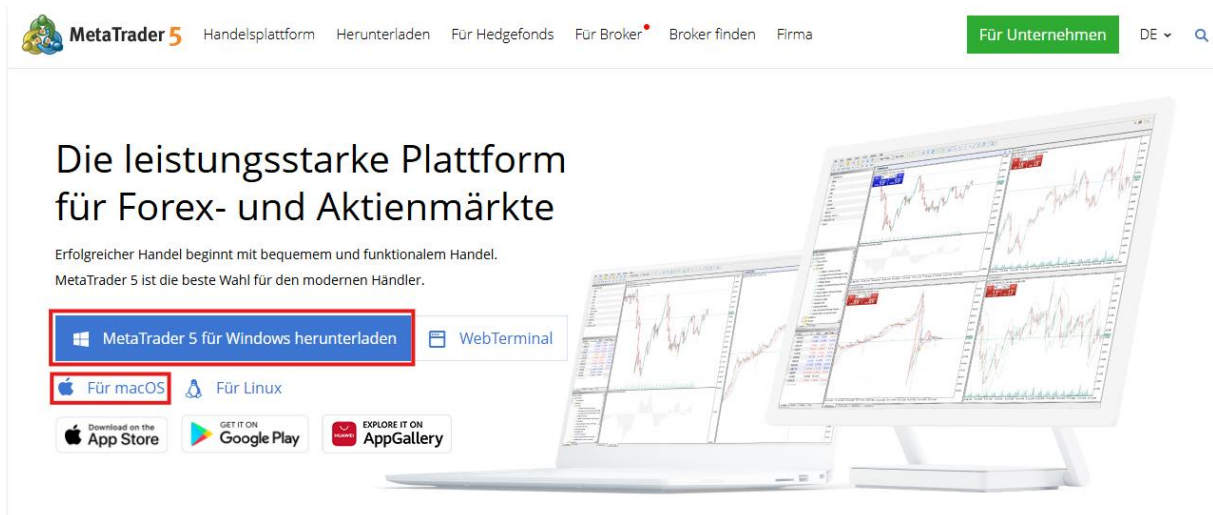 MetaTrader 5 Handelsplattform Herunterladen Für Hedgefonds Für Broker Broker finden Firma Für Unternehmen DE
Die leistungsstarke Plattform
für Forex- und Aktienmärkte
Erfolgreicher Handel beginnt mit bequemem und funktionalem Handel.
MetaTrader 5 ist die beste Wahl für den modernen Händler.
MetaTrader 5 für Windows herunterladen WebTerminal
Für macOS Für Linux
Download on the
App Store
GET IT ON
Google Play
HUAWEI
EXPLORE IT ON
AppGallery